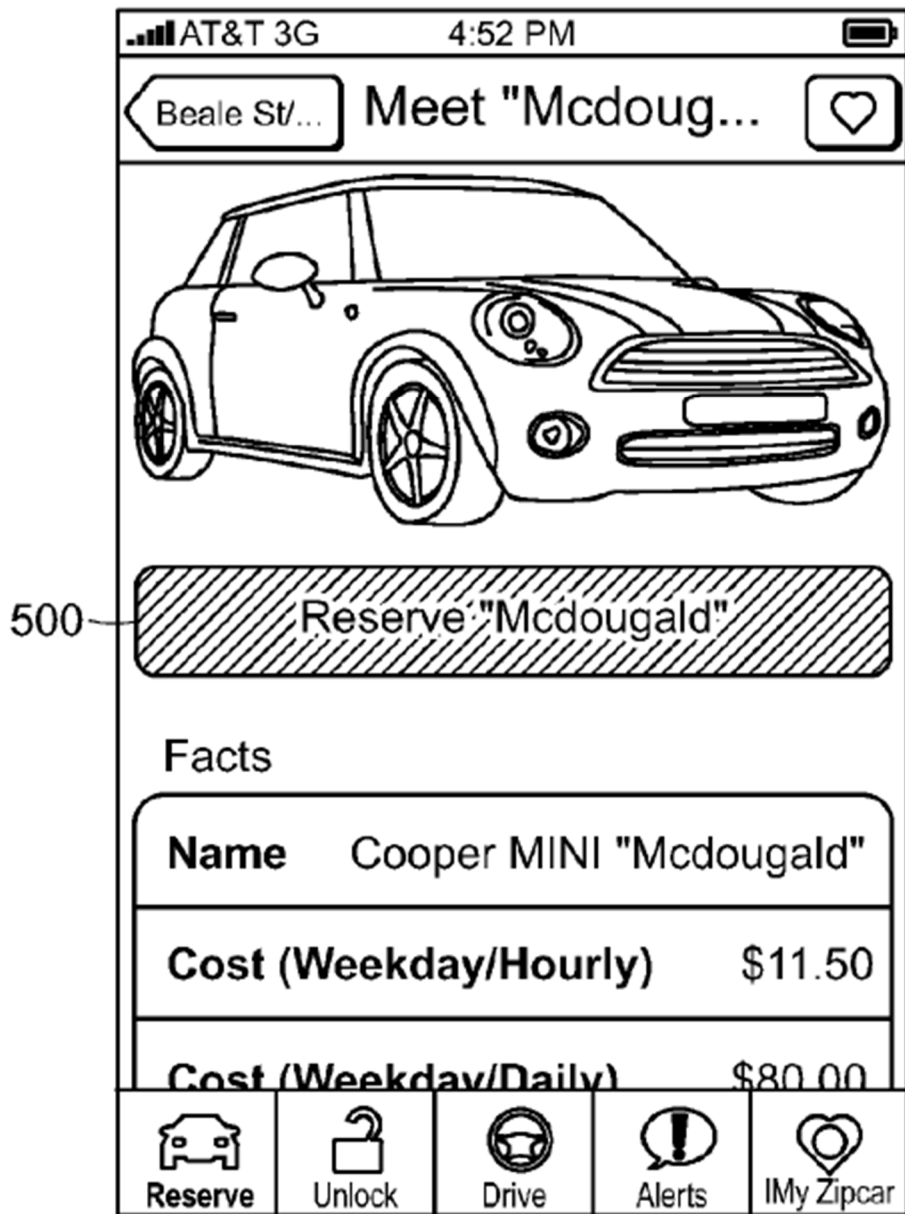 AT&T 3G 4:52 PM
Beale St/... Meet "Mcdoug...
500
Reserve "Mcdougald"
Facts
Name Cooper MINI "Mcdougald"
Cost (Weekday/Hourly) $11.50
Cost (Weekday/Daily) $80.00
Reserve Unlock Drive Alerts IMy Zipcar